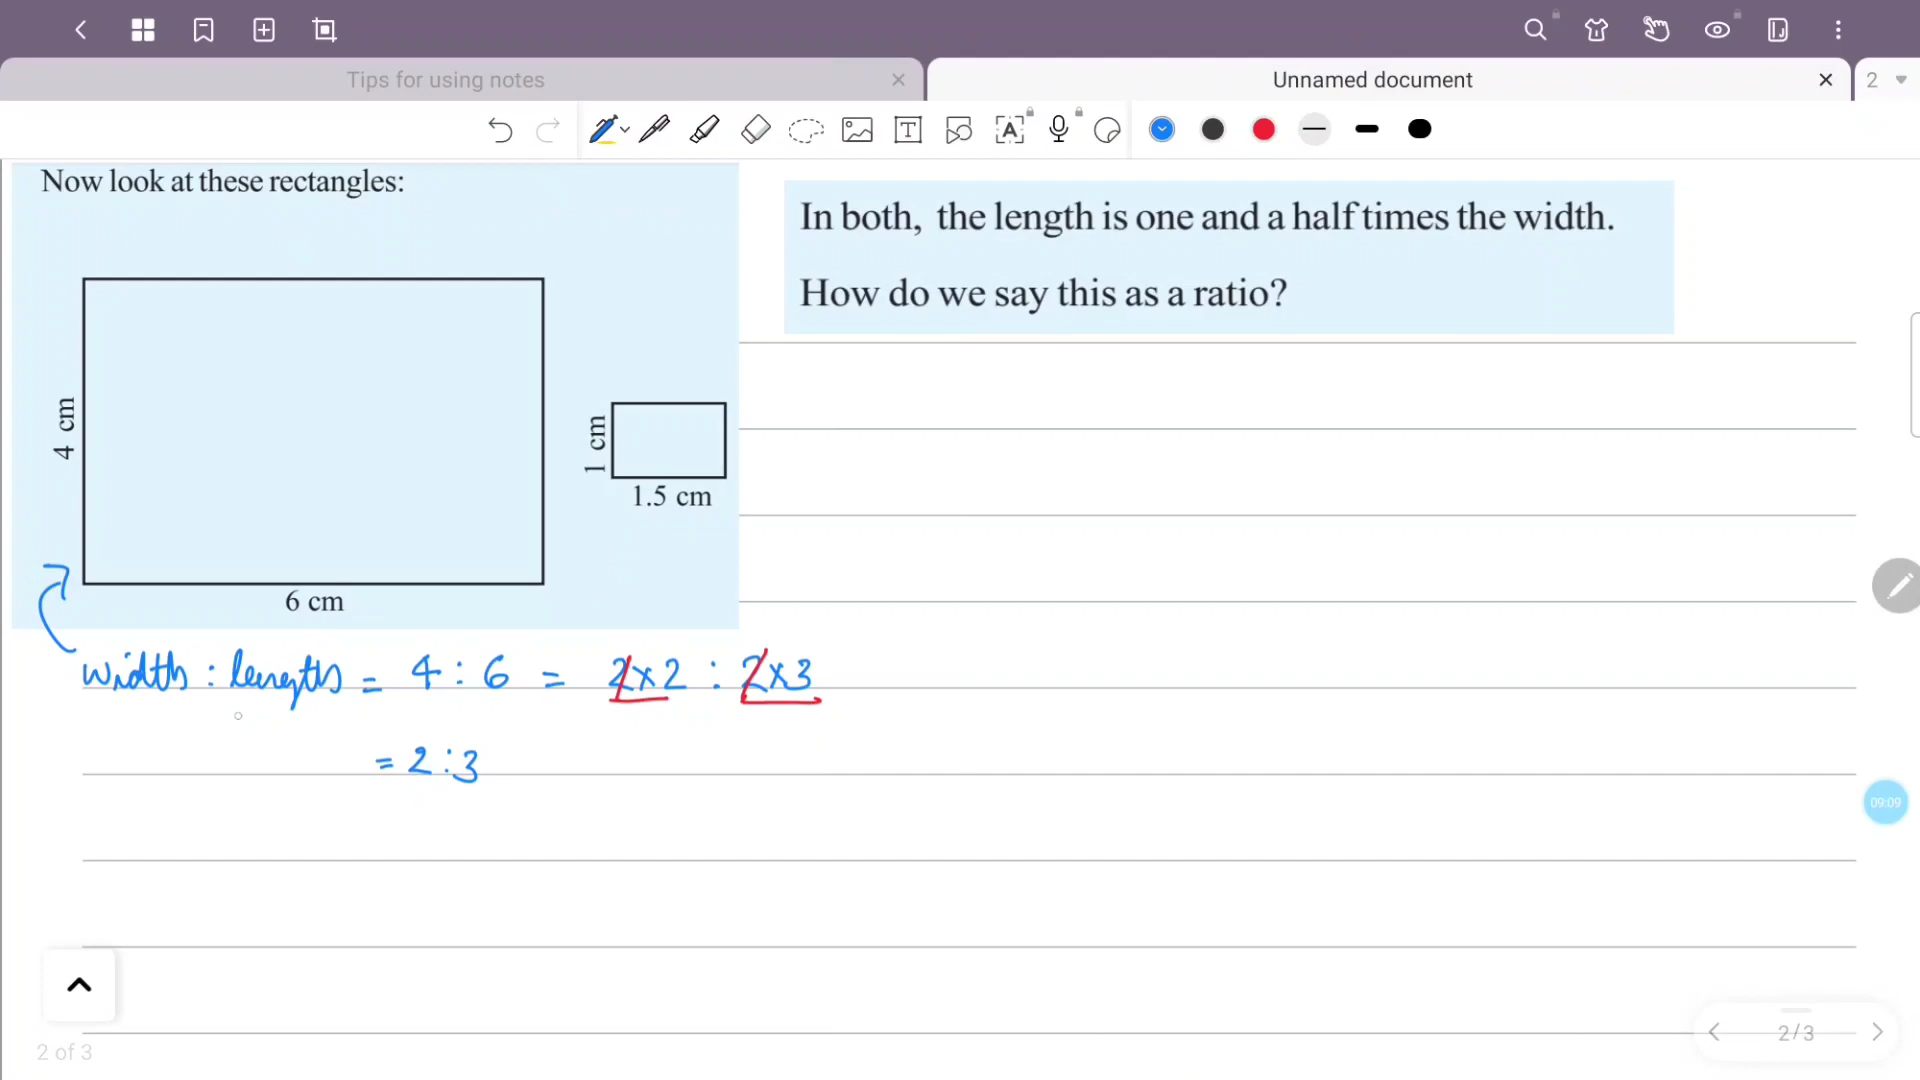 Tips for using notes
Unnamed document
2
Now look at these rectangles:
4 cm
6 cm
1 cm
1.5 cm
In both, the length is one and a half times the width.
How do we say this as a ratio?
width : length = 4 : 6 = 2x2 : 2x3
= 2 : 3
09:09
2 of 3
2/3